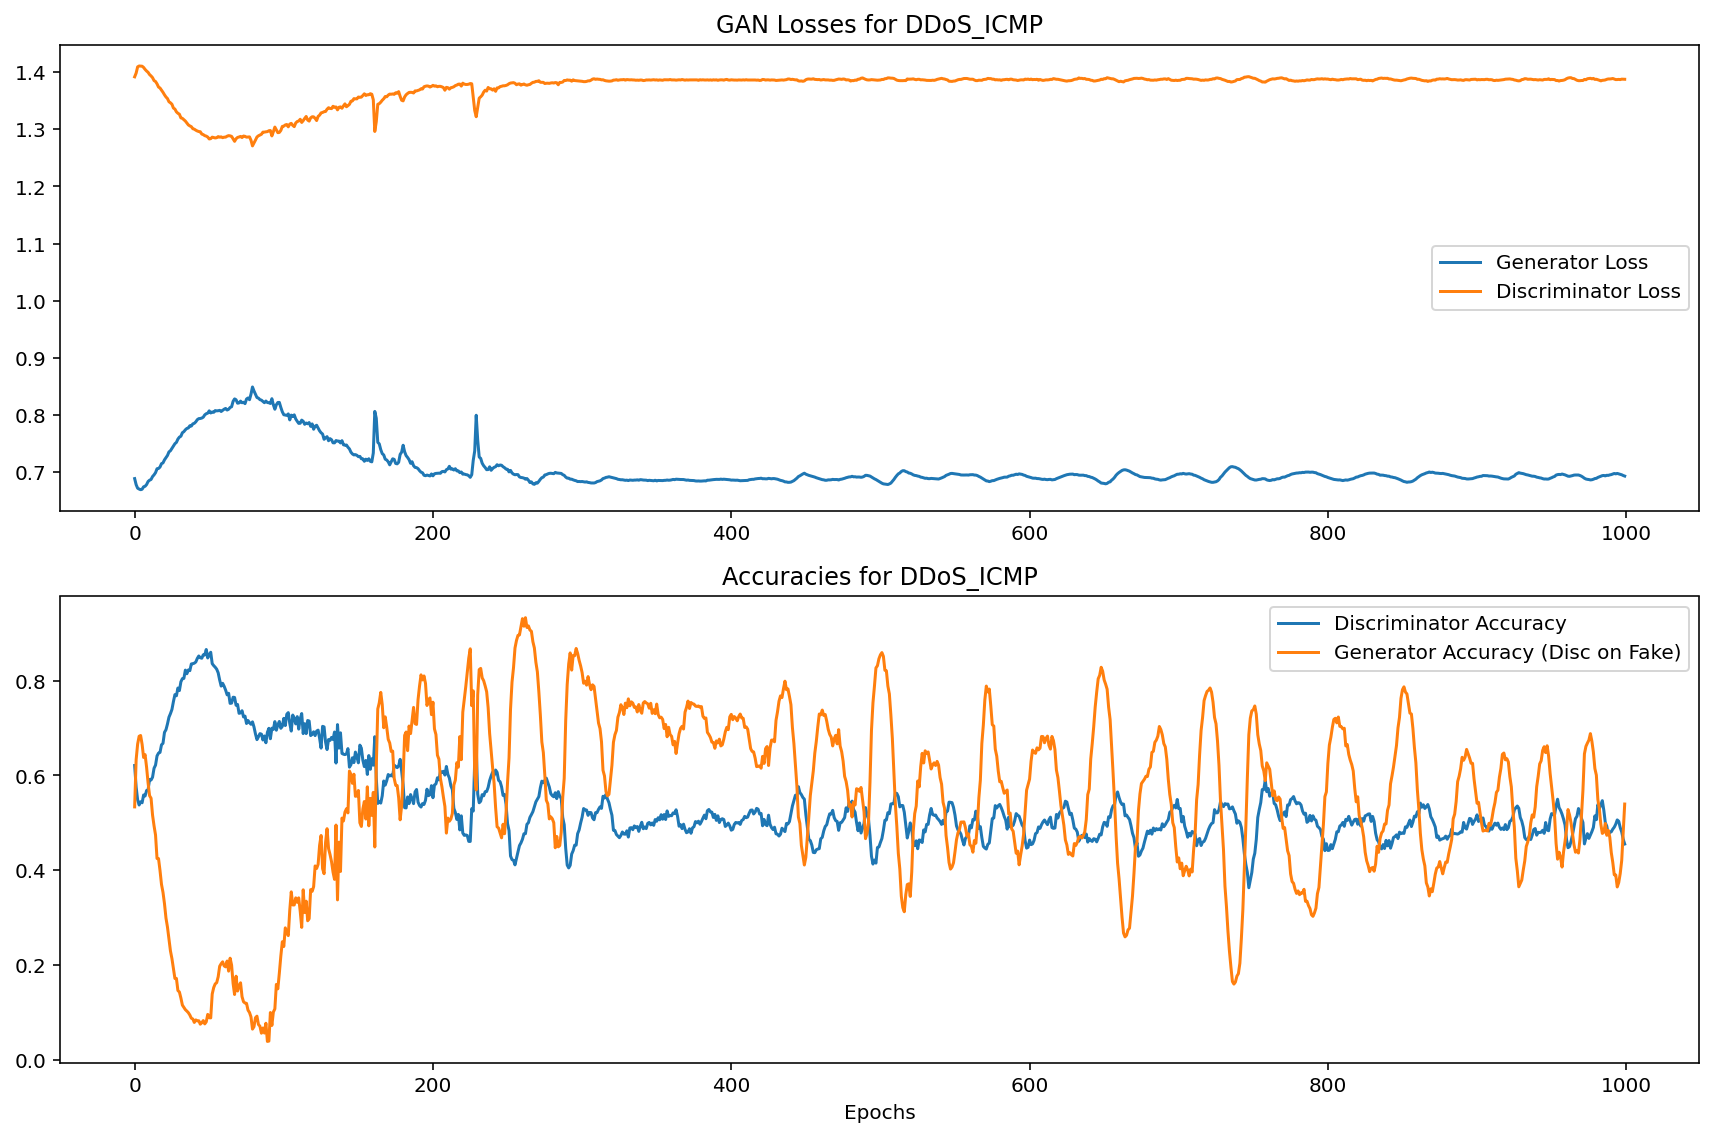 GAN Losses for DDoS_ICMP
1.4
1.3
1.2
1.1
1.0
0.9
0.8
0.7
Generator Loss
Discriminator Loss
0 200 400 600 800 1000
Accuracies for DDoS_ICMP
0.8
0.6
0.4
0.2
0.0
Discriminator Accuracy
Generator Accuracy (Disc on Fake)
0 200 400 600 800 1000
Epochs